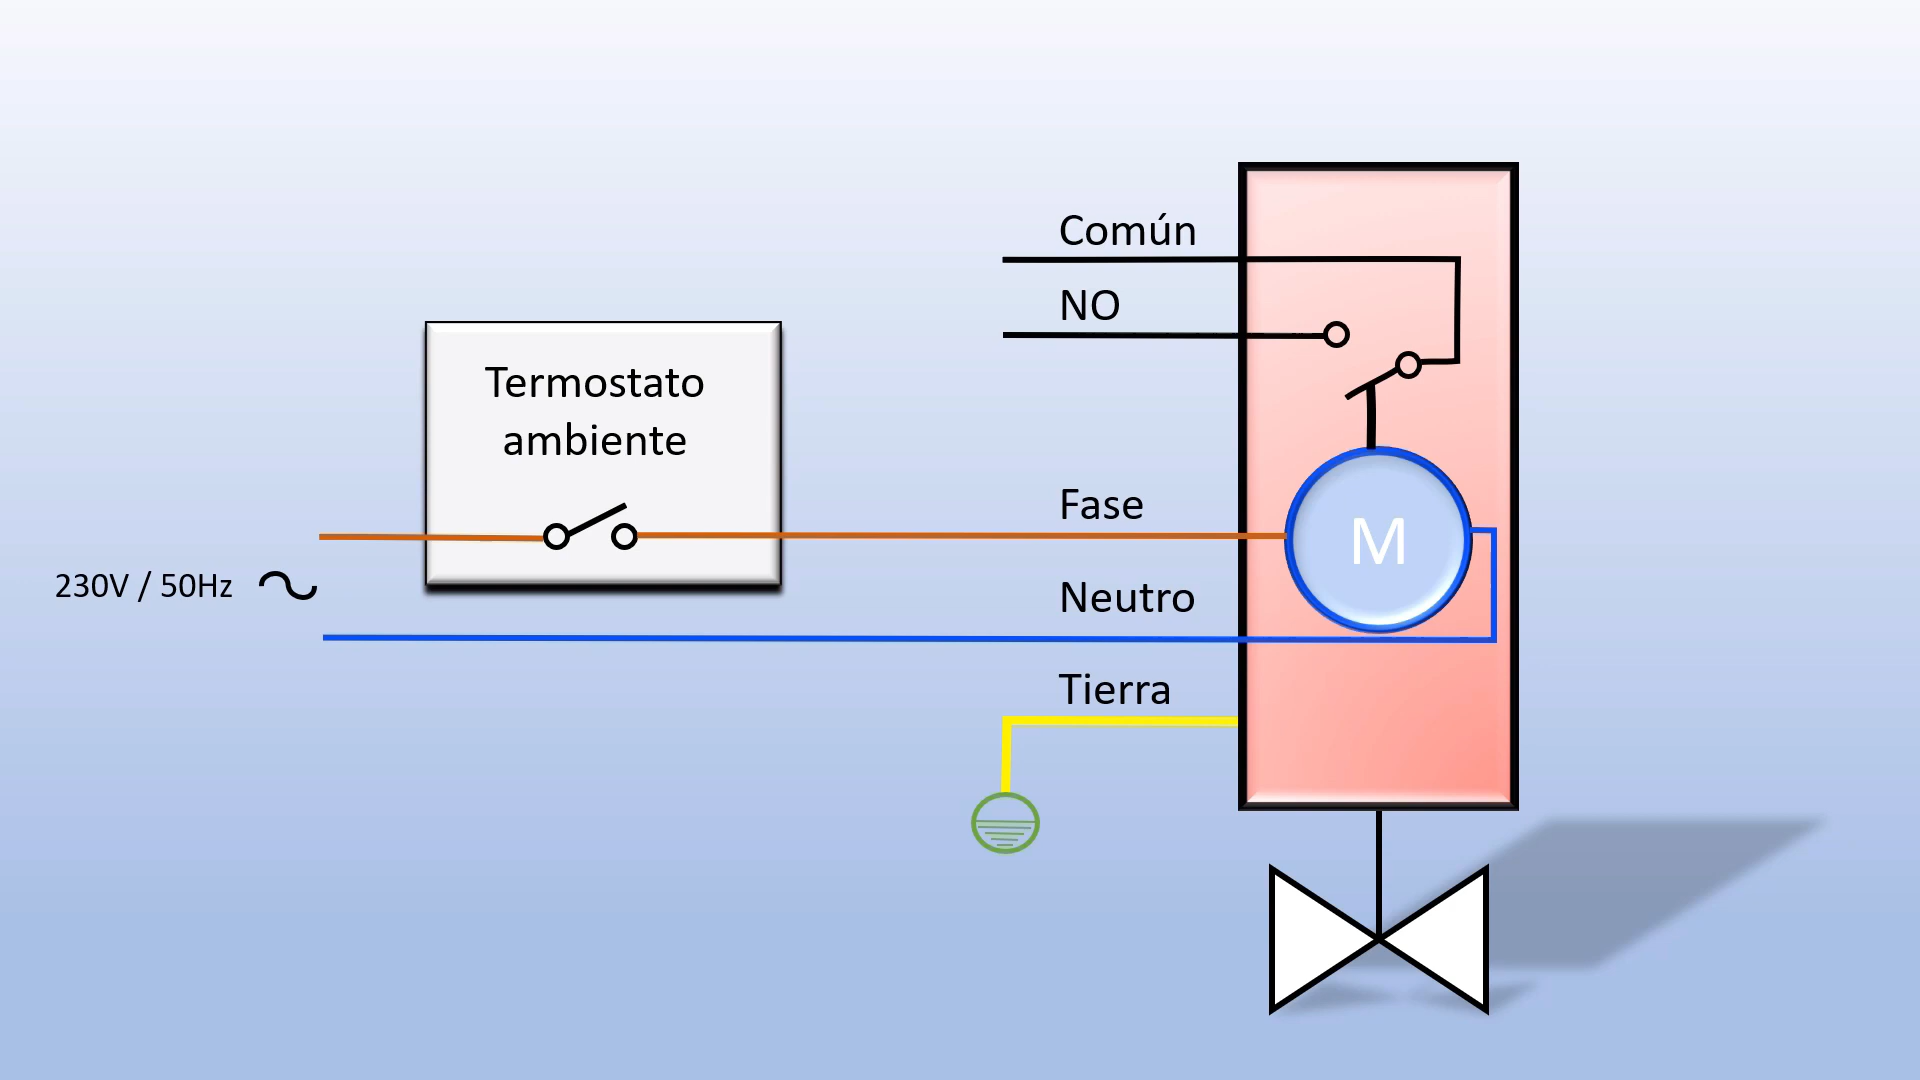 Común
NO
Termostato
ambiente
Fase
M
230V / 50Hz
Neutro
Tierra